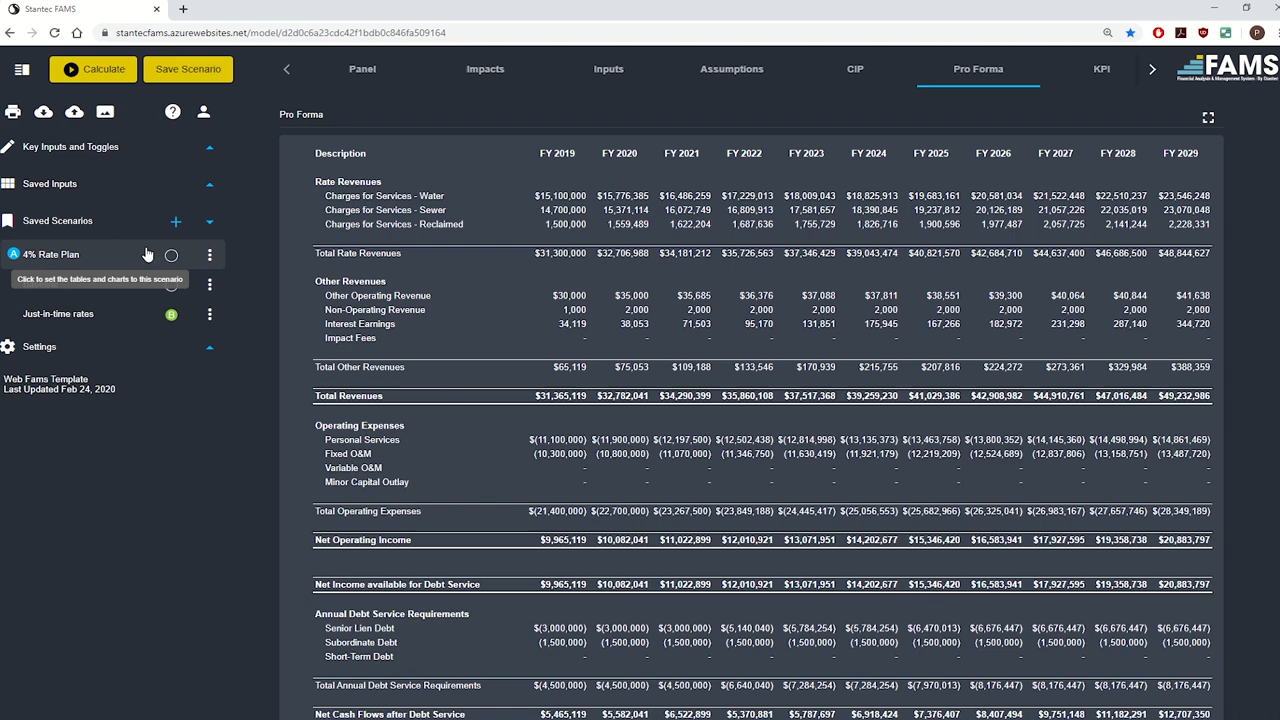 Stantec FAMS
stantecfams.azurewebsites.net/model/d2d0c6a23cdc42f1bdb0c846fa509164
P
Calculate
Save Scenario
Panel
Impacts
Inputs
Assumptions
CIP
Pro Forma
KPI
FAMS
Financial Analysis & Management System - By Stantec
Key Inputs and Toggles
Saved Inputs
Saved Scenarios
A 4% Rate Plan
Click to set the tables and charts to this scenario
Just-in-time rates B
Settings
Web Fams Template
Last Updated Feb 24, 2020
Pro Forma
Description FY 2019 FY 2020 FY 2021 FY 2022 FY 2023 FY 2024 FY 2025 FY 2026 FY 2027 FY 2028 FY 2029
Rate Revenues
Charges for Services - Water $15,100,000 $15,776,385 $16,486,259 $17,229,013 $18,009,043 $18,825,913 $19,683,161 $20,581,034 $21,522,448 $22,510,237 $23,546,248
Charges for Services - Sewer 14,700,000 15,371,114 16,072,749 16,809,913 17,581,657 18,390,845 19,237,812 20,126,189 21,057,226 22,035,019 23,070,048
Charges for Services - Reclaimed 1,500,000 1,559,489 1,622,204 1,687,636 1,755,729 1,826,716 1,900,596 1,977,487 2,057,725 2,141,244 2,228,331
Total Rate Revenues $31,300,000 $32,706,988 $34,181,212 $35,726,563 $37,346,429 $39,043,474 $40,821,570 $42,684,710 $44,637,400 $46,686,500 $48,844,627
Other Revenues
Other Operating Revenue $30,000 $35,000 $35,685 $36,376 $37,088 $37,811 $38,551 $39,300 $40,064 $40,844 $41,638
Non-Operating Revenue 1,000 2,000 2,000 2,000 2,000 2,000 2,000 2,000 2,000 2,000 2,000
Interest Earnings 34,119 38,053 71,503 95,170 131,851 175,945 167,266 182,972 231,298 287,140 344,720
Impact Fees - - - - - - - - - - -
Total Other Revenues $65,119 $75,053 $109,188 $133,546 $170,939 $215,755 $207,816 $224,272 $273,361 $329,984 $388,359
Total Revenues $31,365,119 $32,782,041 $34,290,399 $35,860,108 $37,517,368 $39,259,230 $41,029,386 $42,908,982 $44,910,761 $47,016,484 $49,232,986
Operating Expenses
Personal Services $(11,100,000) $(11,900,000) $(12,197,500) $(12,502,438) $(12,814,998) $(13,135,373) $(13,463,758) $(13,800,352) $(14,145,360) $(14,498,994) $(14,861,469)
Fixed O&M (10,300,000) (10,800,000) (11,070,000) (11,346,750) (11,630,419) (11,921,179) (12,219,209) (12,524,689) (12,837,806) (13,158,751) (13,487,720)
Variable O&M - - - - - - - - - - -
Minor Capital Outlay - - - - - - - - - - -
Total Operating Expenses $(21,400,000) $(22,700,000) $(23,267,500) $(23,849,188) $(24,445,417) $(25,056,553) $(25,682,966) $(26,325,041) $(26,983,167) $(27,657,746) $(28,349,189)
Net Operating Income $9,965,119 $10,082,041 $11,022,899 $12,010,921 $13,071,951 $14,202,677 $15,346,420 $16,583,941 $17,927,595 $19,358,738 $20,883,797
Net Income available for Debt Service $9,965,119 $10,082,041 $11,022,899 $12,010,921 $13,071,951 $14,202,677 $15,346,420 $16,583,941 $17,927,595 $19,358,738 $20,883,797
Annual Debt Service Requirements
Senior Lien Debt $(3,000,000) $(3,000,000) $(3,000,000) $(5,140,040) $(5,784,254) $(5,784,254) $(6,470,013) $(6,676,447) $(6,676,447) $(6,676,447) $(6,676,447)
Subordinate Debt (1,500,000) (1,500,000) (1,500,000) (1,500,000) (1,500,000) (1,500,000) (1,500,000) (1,500,000) (1,500,000) (1,500,000) (1,500,000)
Short-Term Debt - - - - - - - - - - -
Total Annual Debt Service Requirements $(4,500,000) $(4,500,000) $(4,500,000) $(6,640,040) $(7,284,254) $(7,284,254) $(7,970,013) $(8,176,447) $(8,176,447) $(8,176,447) $(8,176,447)
Net Cash Flows after Debt Service $5,465,119 $5,582,041 $6,522,899 $5,370,881 $5,787,697 $6,918,424 $7,376,407 $8,407,494 $9,751,148 $11,182,291 $12,707,350